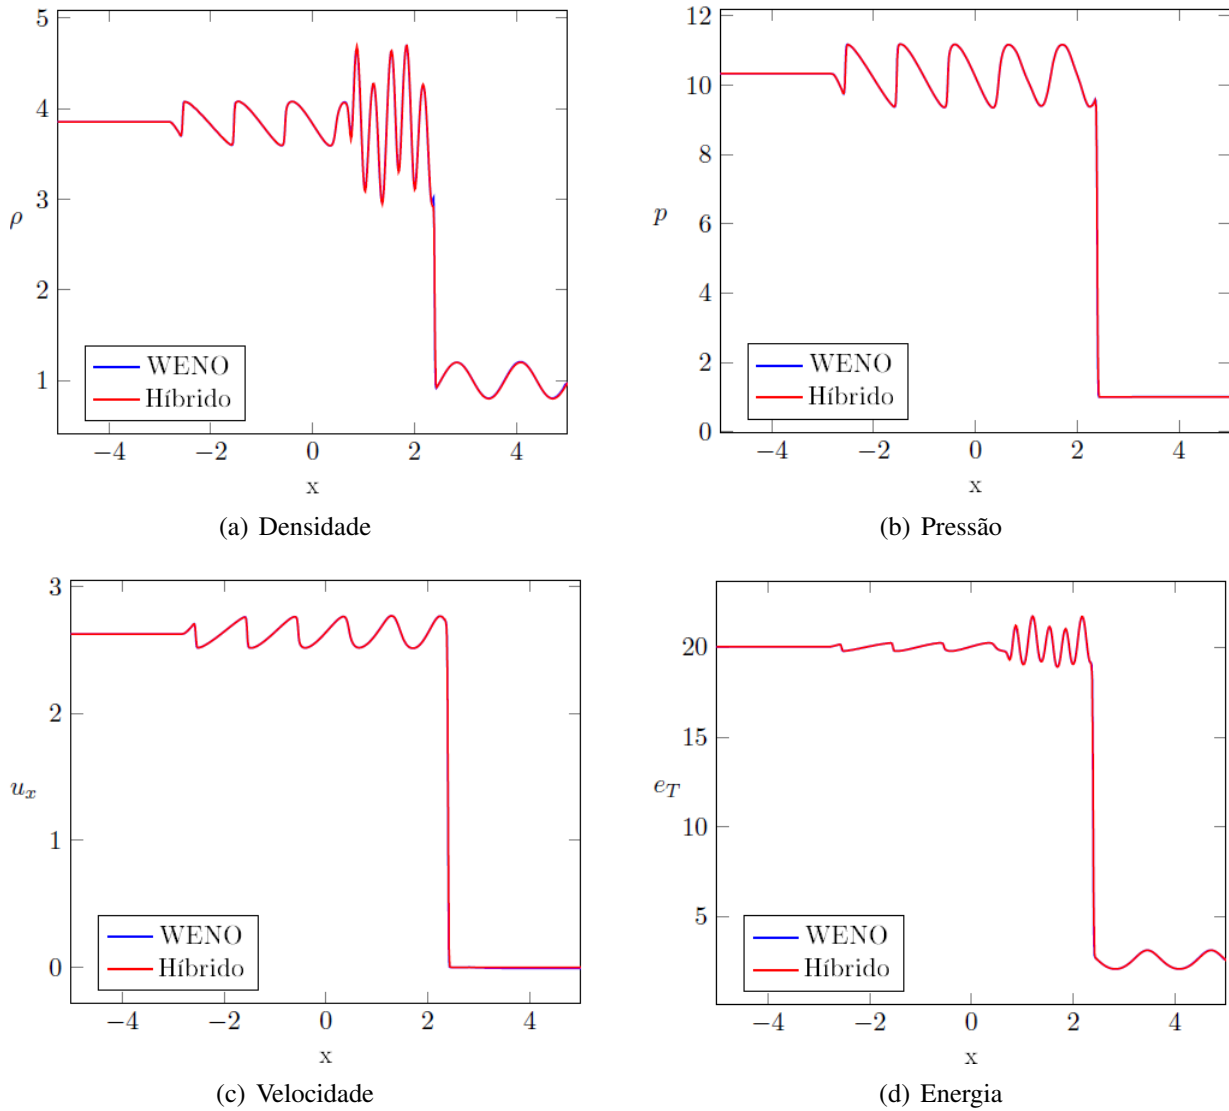 5
4
3
2
1
ρ
WENO
Híbrido
−4 −2 0 2 4
x
(a) Densidade
12
10
8
6
4
2
0
p
WENO
Híbrido
−4 −2 0 2 4
x
(b) Pressão
3
2
1
0
u_x
WENO
Híbrido
−4 −2 0 2 4
x
(c) Velocidade
20
15
10
5
e_T
WENO
Híbrido
−4 −2 0 2 4
x
(d) Energia